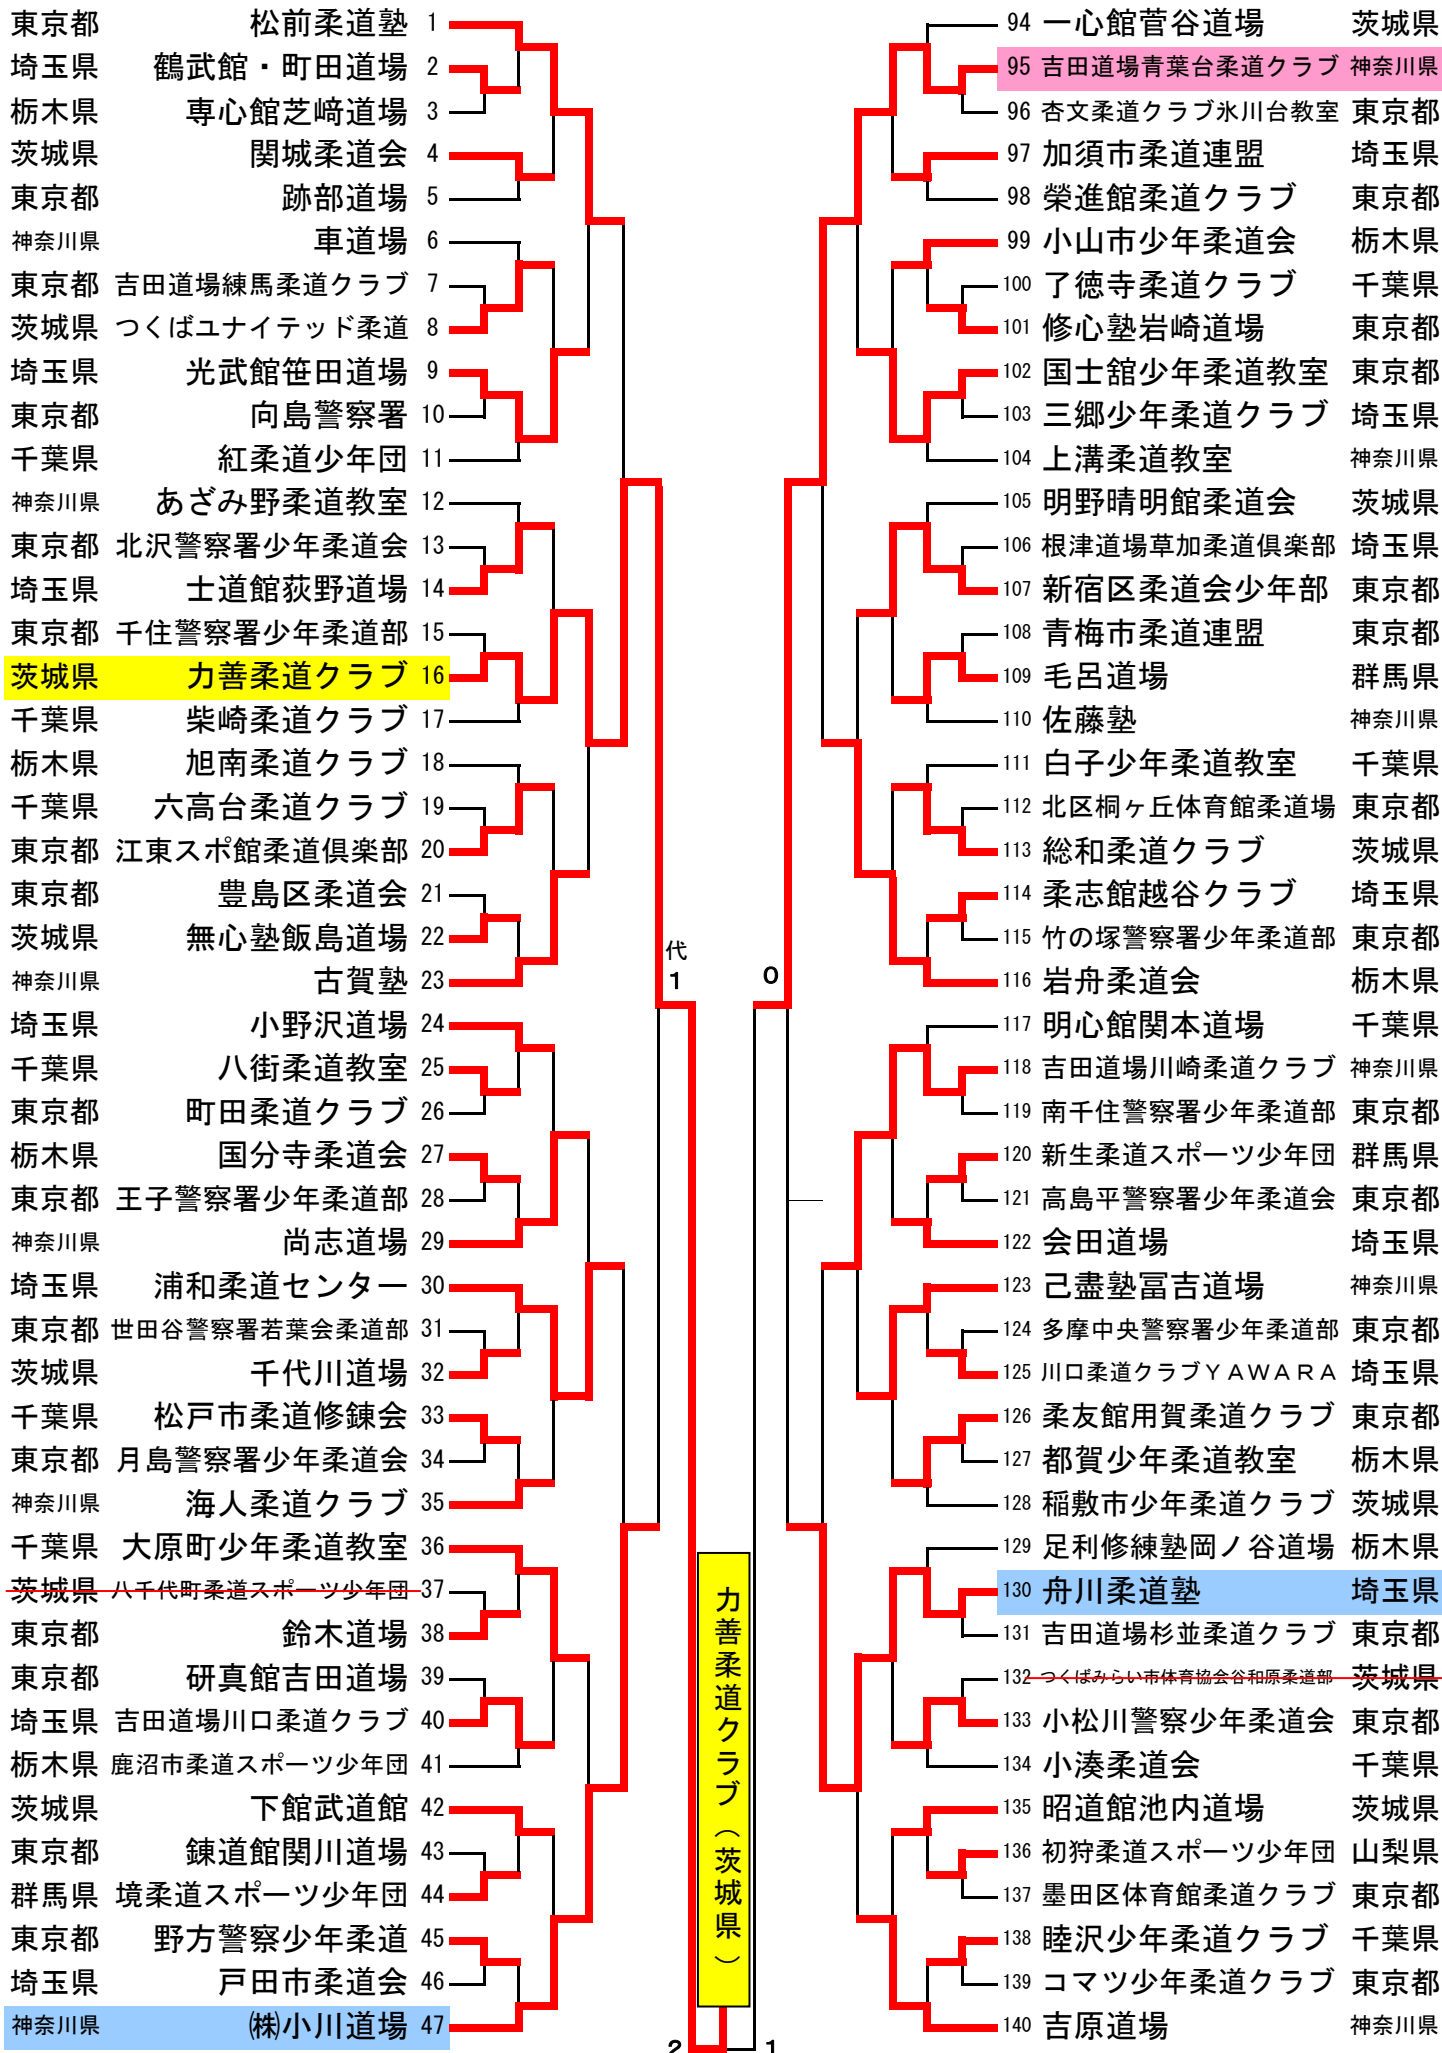 東京都 松前柔道塾 1
埼玉県 鶴武館・町田道場 2
栃木県 専心館芝﨑道場 3
茨城県 関城柔道会 4
東京都 跡部道場 5
神奈川県 車道場 6
東京都 吉田道場練馬柔道クラブ 7
茨城県 つくばユナイテッド柔道 8
埼玉県 光武館笹田道場 9
東京都 向島警察署 10
千葉県 紅柔道少年団 11
神奈川県 あざみ野柔道教室 12
東京都 北沢警察署少年柔道会 13
埼玉県 士道館荻野道場 14
東京都 千住警察署少年柔道部 15
茨城県 力善柔道クラブ 16
千葉県 柴崎柔道クラブ 17
栃木県 旭南柔道クラブ 18
千葉県 六高台柔道クラブ 19
東京都 江東スポ館柔道倶楽部 20
東京都 豊島区柔道会 21
茨城県 無心塾飯島道場 22
神奈川県 古賀塾 23
埼玉県 小野沢道場 24
千葉県 八街柔道教室 25
東京都 町田柔道クラブ 26
栃木県 国分寺柔道会 27
東京都 王子警察署少年柔道部 28
神奈川県 尚志道場 29
埼玉県 浦和柔道センター 30
東京都 世田谷警察署若葉会柔道部 31
茨城県 千代川道場 32
千葉県 松戸市柔道修錬会 33
東京都 月島警察署少年柔道会 34
神奈川県 海人柔道クラブ 35
千葉県 大原町少年柔道教室 36
茨城県 八千代町柔道スポーツ少年団 37
東京都 鈴木道場 38
東京都 研真館吉田道場 39
埼玉県 吉田道場川口柔道クラブ 40
栃木県 鹿沼市柔道スポーツ少年団 41
茨城県 下館武道館 42
東京都 錬道館関川道場 43
群馬県 境柔道スポーツ少年団 44
東京都 野方警察少年柔道 45
埼玉県 戸田市柔道会 46
神奈川県 ㈱小川道場 47
代
1
0
力善柔道クラブ（茨城県）
2
1
94 一心館菅谷道場 茨城県
95 吉田道場青葉台柔道クラブ 神奈川県
96 杏文柔道クラブ氷川台教室 東京都
97 加須市柔道連盟 埼玉県
98 榮進館柔道クラブ 東京都
99 小山市少年柔道会 栃木県
100 了徳寺柔道クラブ 千葉県
101 修心塾岩崎道場 東京都
102 国士舘少年柔道教室 東京都
103 三郷少年柔道クラブ 埼玉県
104 上溝柔道教室 神奈川県
105 明野晴明館柔道会 茨城県
106 根津道場草加柔道倶楽部 埼玉県
107 新宿区柔道会少年部 東京都
108 青梅市柔道連盟 東京都
109 毛呂道場 群馬県
110 佐藤塾 神奈川県
111 白子少年柔道教室 千葉県
112 北区桐ヶ丘体育館柔道場 東京都
113 総和柔道クラブ 茨城県
114 柔志館越谷クラブ 埼玉県
115 竹の塚警察署少年柔道部 東京都
116 岩舟柔道会 栃木県
117 明心館関本道場 千葉県
118 吉田道場川崎柔道クラブ 神奈川県
119 南千住警察署少年柔道部 東京都
120 新生柔道スポーツ少年団 群馬県
121 高島平警察署少年柔道会 東京都
122 会田道場 埼玉県
123 己盡塾冨吉道場 神奈川県
124 多摩中央警察署少年柔道部 東京都
125 川口柔道クラブＹＡＷＡＲＡ 埼玉県
126 柔友館用賀柔道クラブ 東京都
127 都賀少年柔道教室 栃木県
128 稲敷市少年柔道クラブ 茨城県
129 足利修練塾岡ノ谷道場 栃木県
130 舟川柔道塾 埼玉県
131 吉田道場杉並柔道クラブ 東京都
132 つくばみらい市体育協会谷和原柔道部 茨城県
133 小松川警察少年柔道会 東京都
134 小湊柔道会 千葉県
135 昭道館池内道場 茨城県
136 初狩柔道スポーツ少年団 山梨県
137 墨田区体育館柔道クラブ 東京都
138 睦沢少年柔道クラブ 千葉県
139 コマツ少年柔道クラブ 東京都
140 吉原道場 神奈川県